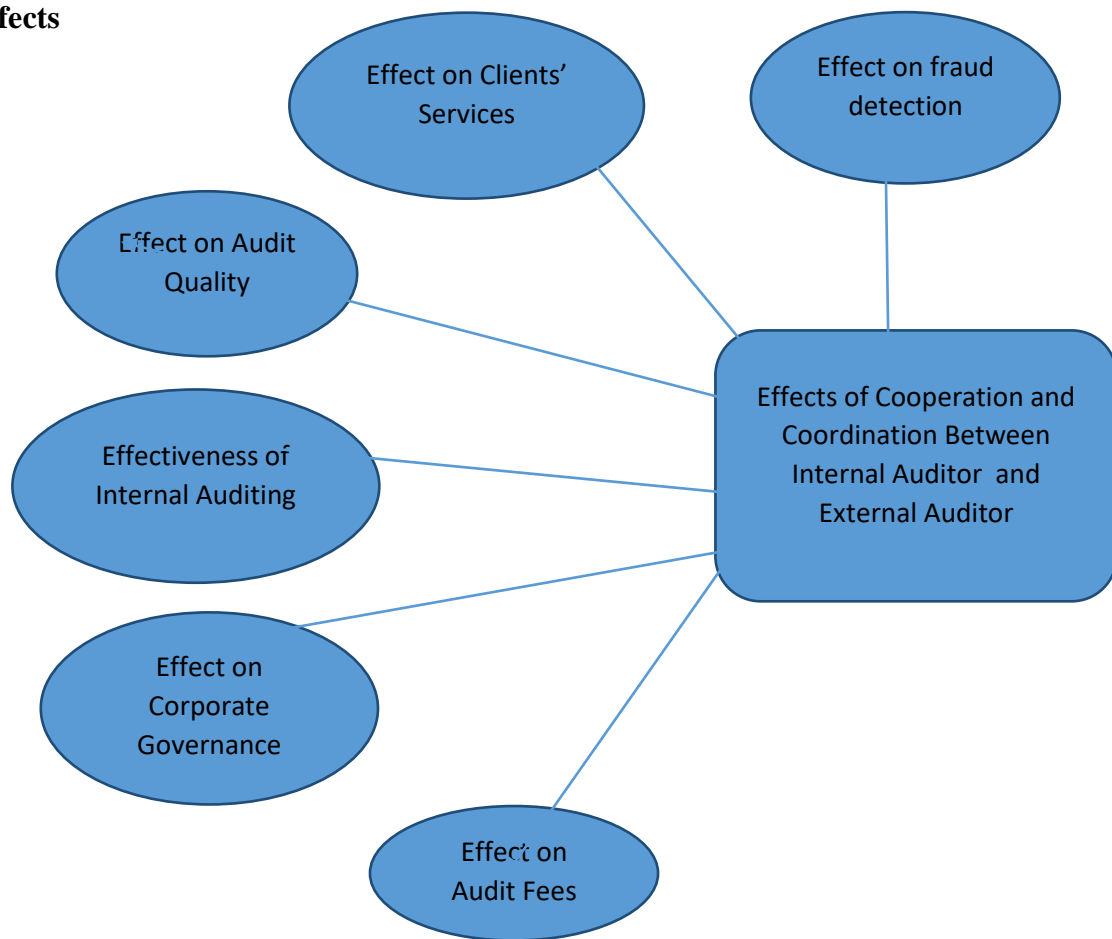 fects
Effect on Clients’
Services
Effect on fraud
detection
Effect on Audit
Quality
Effects of Cooperation and
Coordination Between
Internal Auditor and
External Auditor
Effectiveness of
Internal Auditing
Effect on
Corporate
Governance
Effect on
Audit Fees